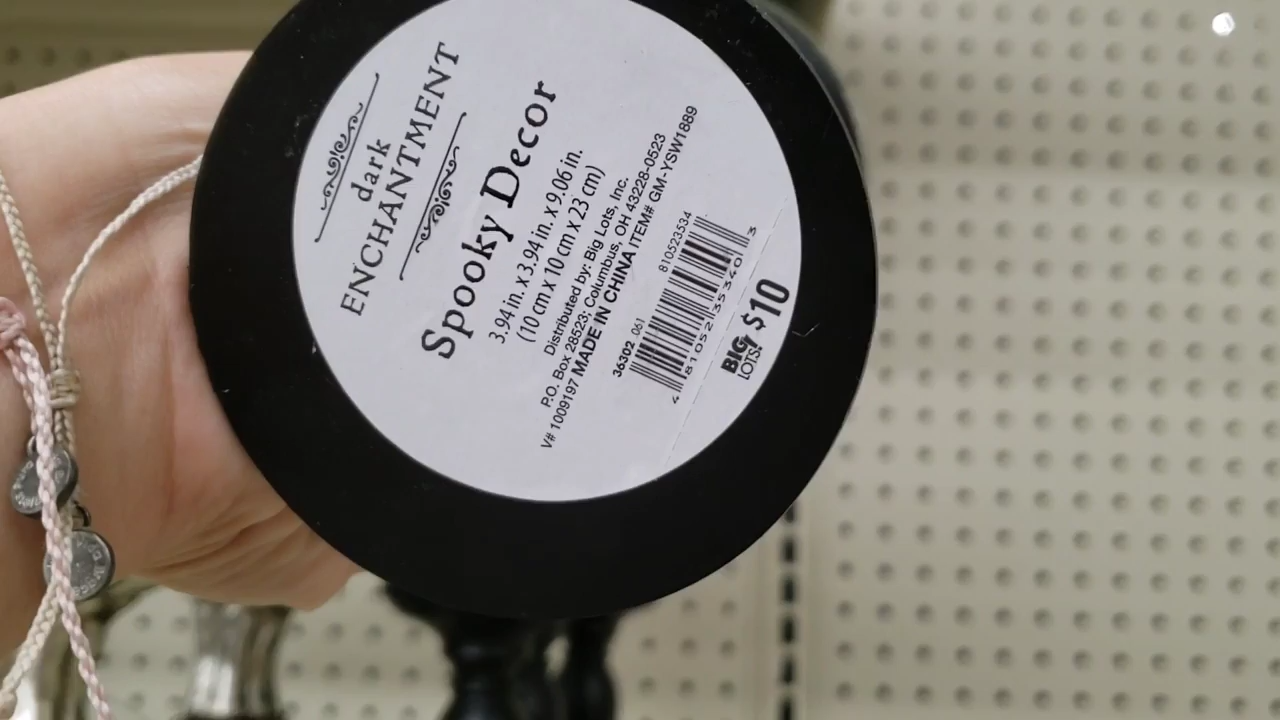 dark
ENCHANTMENT
Spooky Decor
3.94 in. x 3.94 in. x 9.06 in.
(10 cm x 10 cm x 23 cm)
Distributed by: Big Lots, Inc.
P.O. Box 28523; Columbus, OH 43228-0523
V# 1009197 MADE IN CHINA ITEM# GM-YSW1889
36302 061 810523534
4 81052 35340 3
BIG LOTS! $10